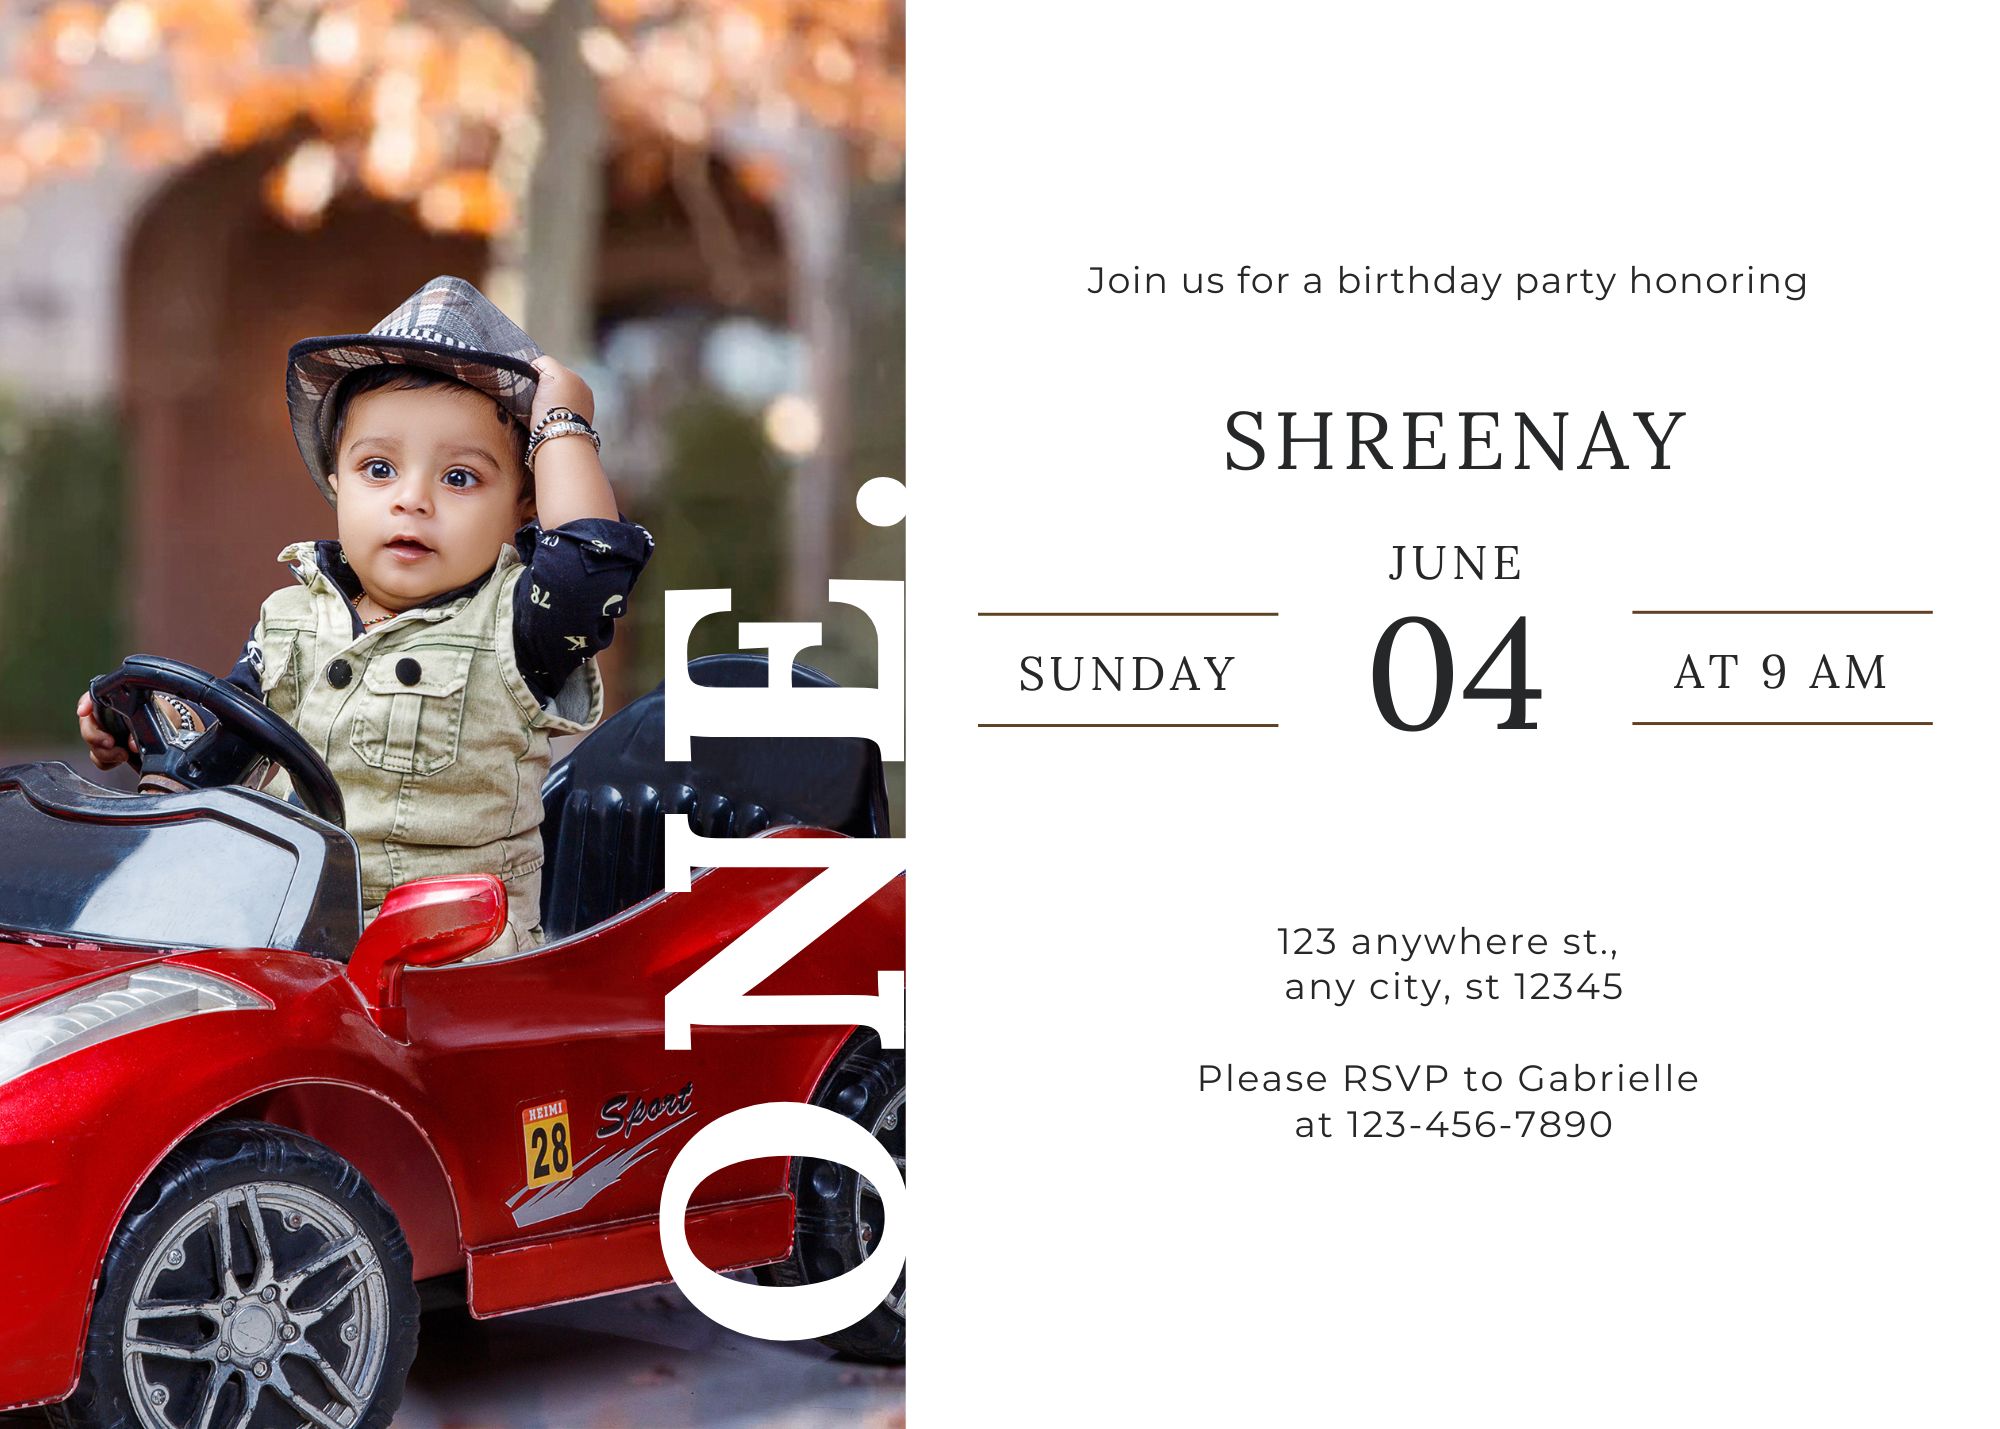 ONE.
HEIMI
28
Sport
78
K
Join us for a birthday party honoring
SHREENAY
JUNE
04
SUNDAY
AT 9 AM
123 anywhere st.,
any city, st 12345
Please RSVP to Gabrielle
at 123-456-7890